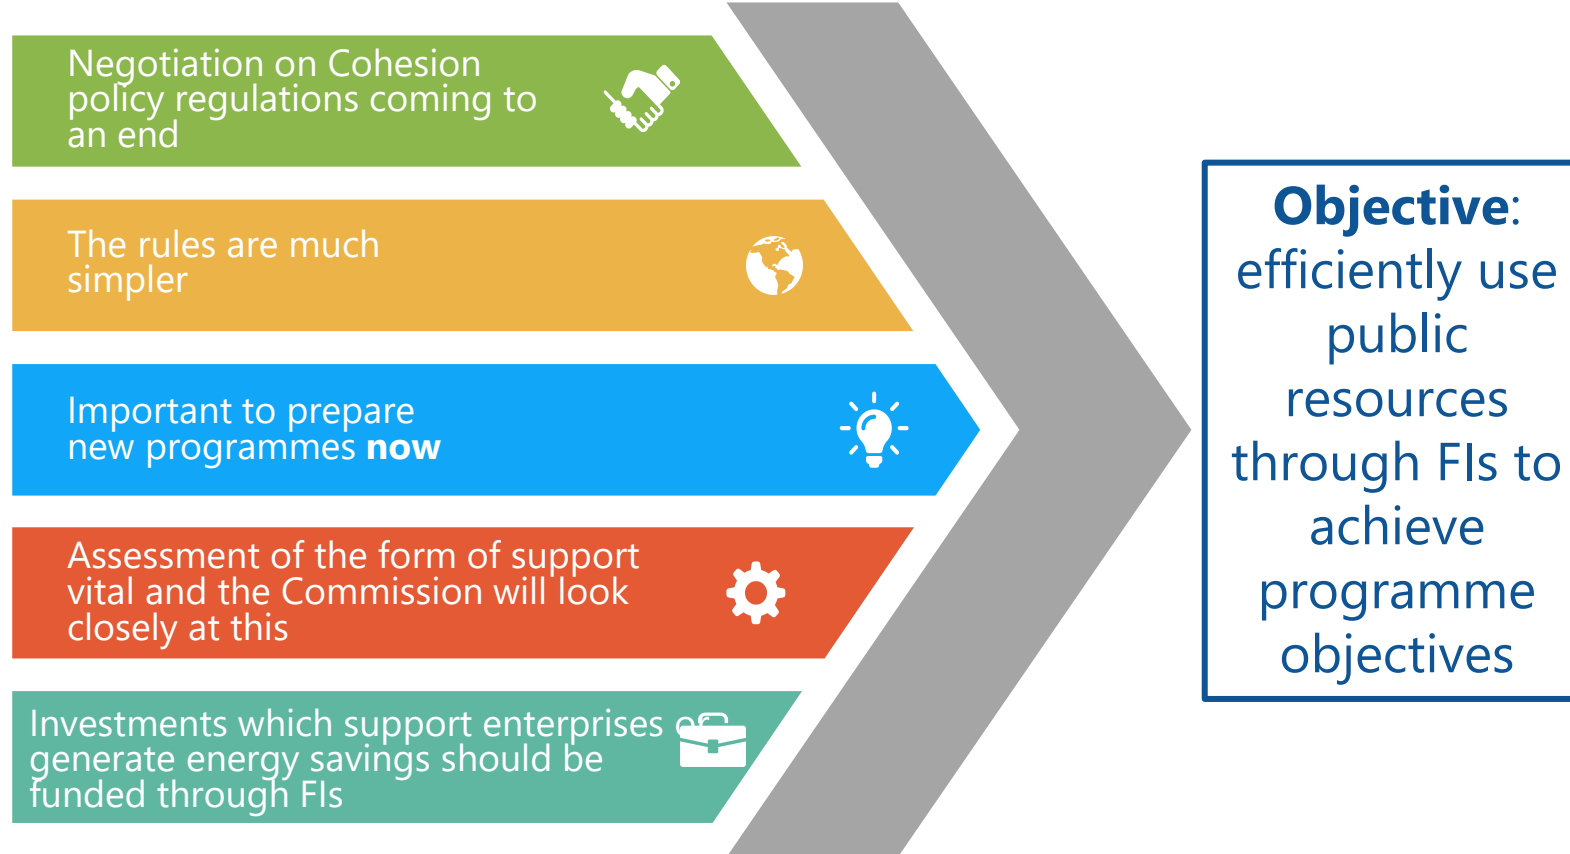 Negotiation on Cohesion
policy regulations coming to
an end
The rules are much
simpler
Important to prepare
new programmes now
Assessment of the form of support
vital and the Commission will look
closely at this
Investments which support enterprises or
generate energy savings should be
funded through FIs
Objective:
efficiently use
public
resources
through FIs to
achieve
programme
objectives